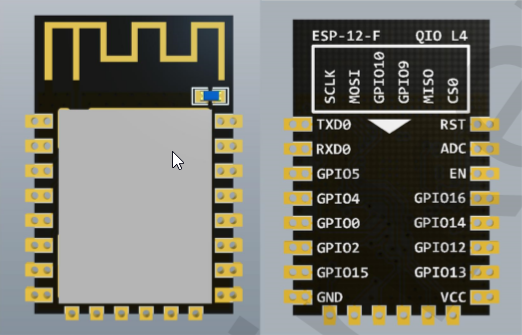 ESP-12-F QIO L4
SCLK MOSI GPIO10 GPIO9 MISO CS0
TXD0 RST
RXD0 ADC
GPIO5 EN
GPIO4 GPIO16
GPIO0 GPIO14
GPIO2 GPIO12
GPIO15 GPIO13
GND VCC